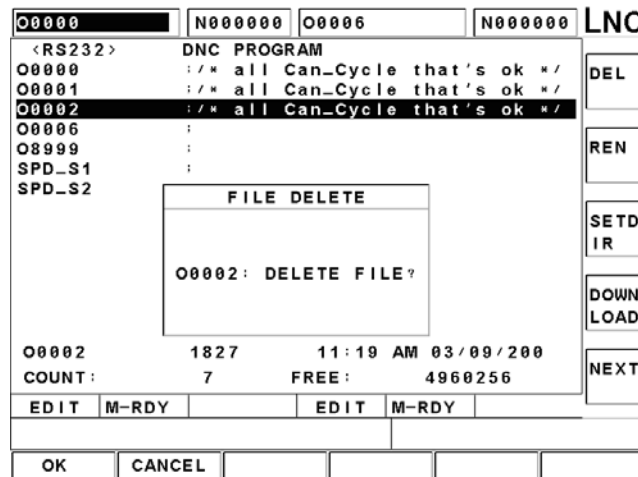 O0000 N000000 O0006 N000000 LNC
<RS232> DNC PROGRAM
O0000 :/* all Can_Cycle that's ok */
O0001 :/* all Can_Cycle that's ok */
O0002 :/* all Can_Cycle that's ok */
O0006 :
O8999 :
SPD_S1 :
SPD_S2
FILE DELETE
O0002: DELETE FILE?
O0002 1827 11:19 AM 03/09/200
COUNT: 7 FREE: 4960256
EDIT M-RDY EDIT M-RDY
OK CANCEL
DEL
REN
SETD
IR
DOWN
LOAD
NEXT